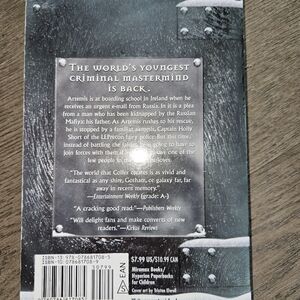 THE WORLD'S YOUNGEST
CRIMINAL MASTERMIND
IS BACK.
Artemis is at boarding school in Ireland when he
receives an urgent e-mail from Russia. In it is a plea
from a man who has been kidnapped by the Russian
Mafiya: his father. As Artemis rushes to his rescue,
he is stopped by a familiar nemesis, Captain Holly
Short of the LEPrecon fairy police. But this time,
instead of battling the fairies, he is going to have to
join forces with them if he wants to save one of the
few people in the world he loves.
"The world that Colfer creates is as vivid and
fantastical as any shire, Gotham, or galaxy far, far
away in recent memory."
—Entertainment Weekly (grade: A-)
"A cracking good read." —Publishers Weekly
"Will delight fans and make converts of new
readers." —Kirkus Reviews
ISBN-13: 978-078681708-5
ISBN-10: 078681708-9
EAN
$7.99 US/$10.99 CAN
Miramax Books/
Hyperion Paperbacks
for Children
Cover art by Tristan Elwell